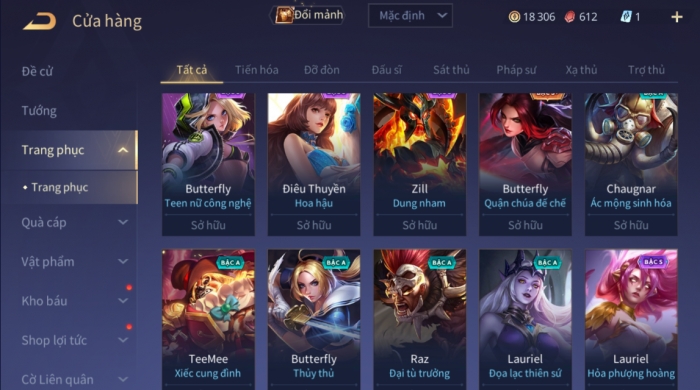 Cửa hàng
Đổi mảnh
Mặc định
18 306
612
1
Đề cử
Tướng
Trang phục
• Trang phục
Quà cáp
Vật phẩm
Kho báu
Shop lợi tức
Cờ Liên quân
Tất cả
Tiến hóa
Đỡ đòn
Đấu sĩ
Sát thủ
Pháp sư
Xạ thủ
Trợ thủ
Butterfly
Teen nữ công nghệ
Sở hữu
Điêu Thuyền
Hoa hậu
Sở hữu
Zill
Dung nham
Sở hữu
Butterfly
Quận chúa đế chế
Sở hữu
Chaugnar
Ác mộng sinh hóa
Sở hữu
BẬC A
TeeMee
Xiếc cung đình
BẬC A
Butterfly
Thủy thủ
BẬC A
Raz
Đại tù trưởng
BẬC A
Lauriel
Đọa lạc thiên sứ
BẬC S
Lauriel
Hỏa phượng hoàng